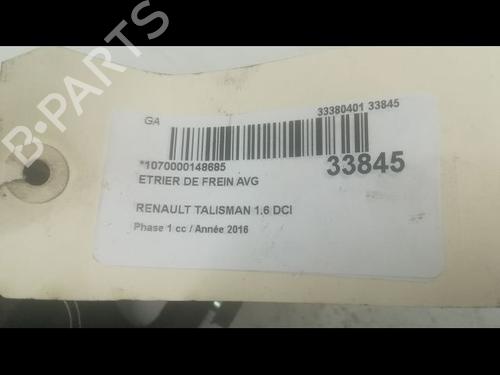 B-PARTS
GA
33380401 33845
*1070000148685
33845
ETRIER DE FREIN AVG
RENAULT TALISMAN 1.6 DCI
Phase 1 cc / Année 2016